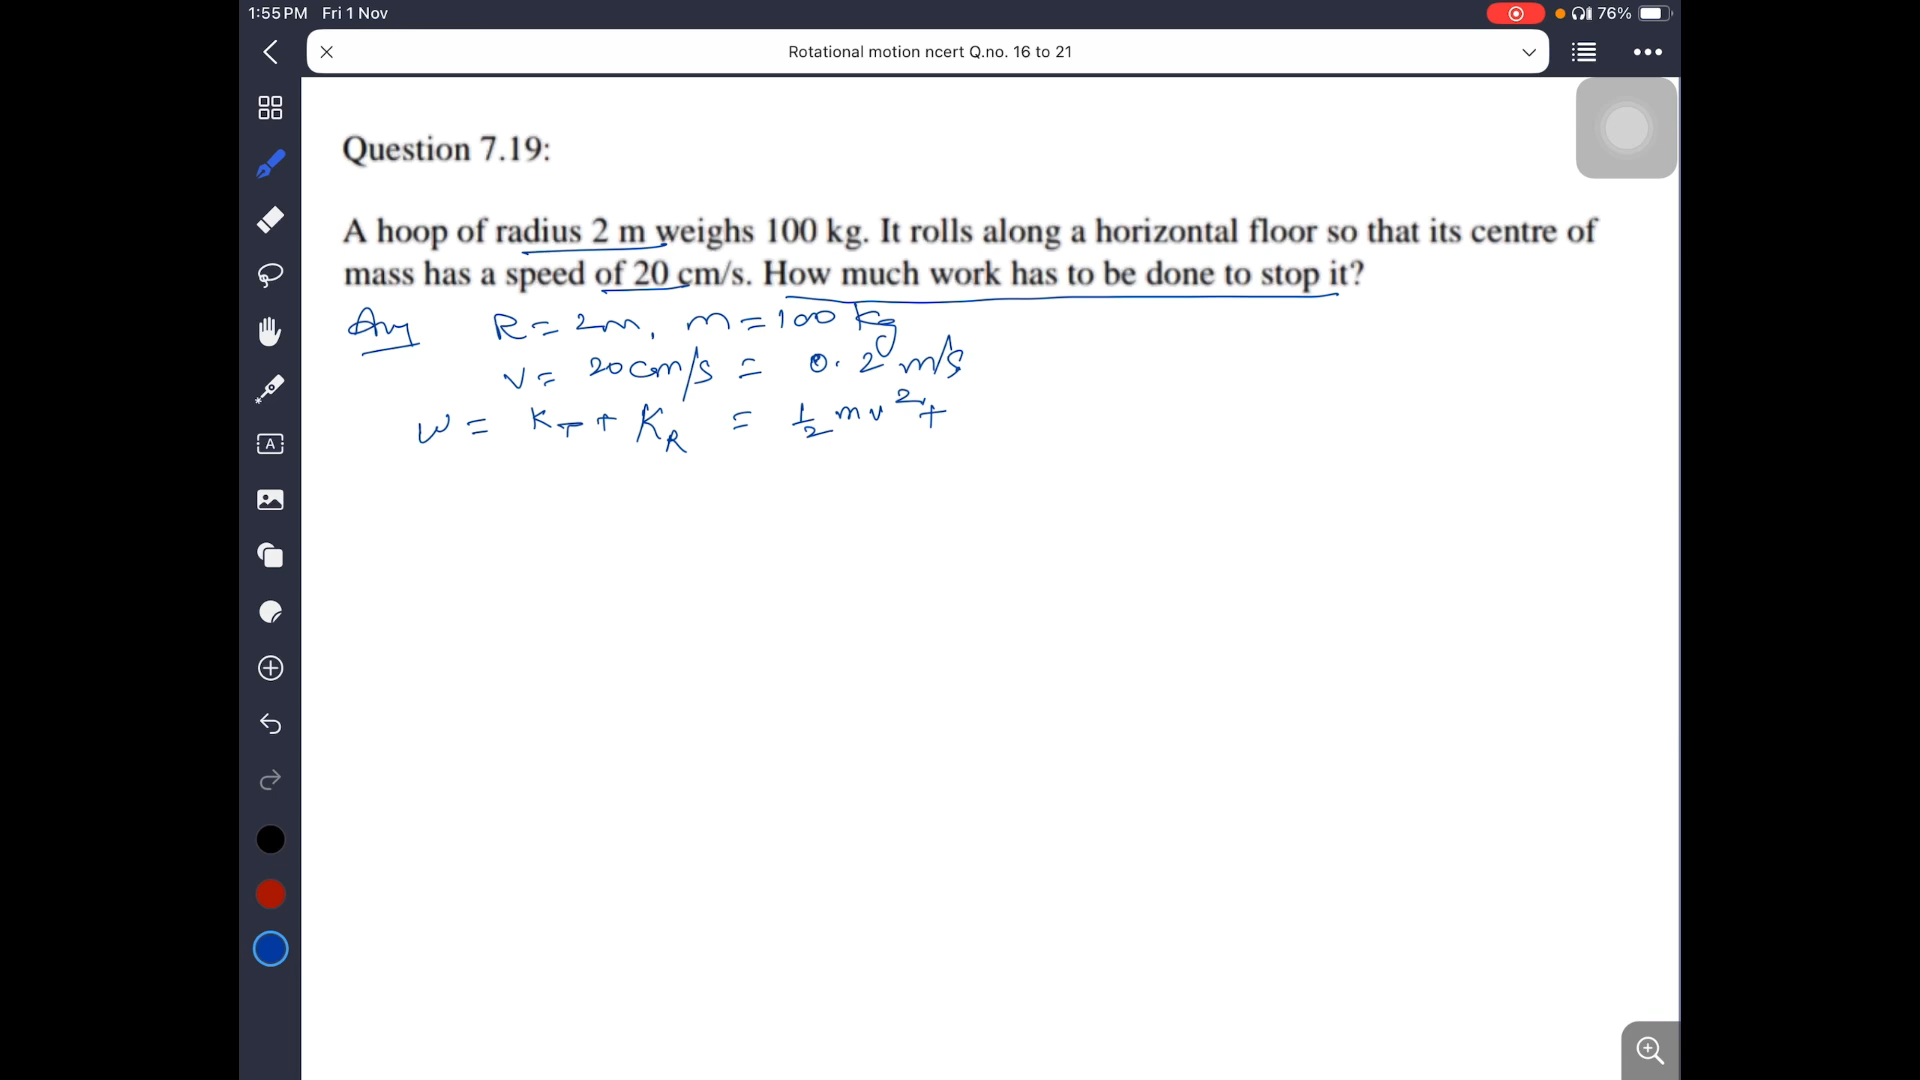 1:55 PM Fri 1 Nov
76%
Rotational motion ncert Q.no. 16 to 21
Question 7.19:
A hoop of radius 2 m weighs 100 kg. It rolls along a horizontal floor so that its centre of
mass has a speed of 20 cm/s. How much work has to be done to stop it?
R = 2m, m = 100 kg
v = 20 cm/s = 0.2 m/s
W = K_T + K_R = 1/2 mv² +